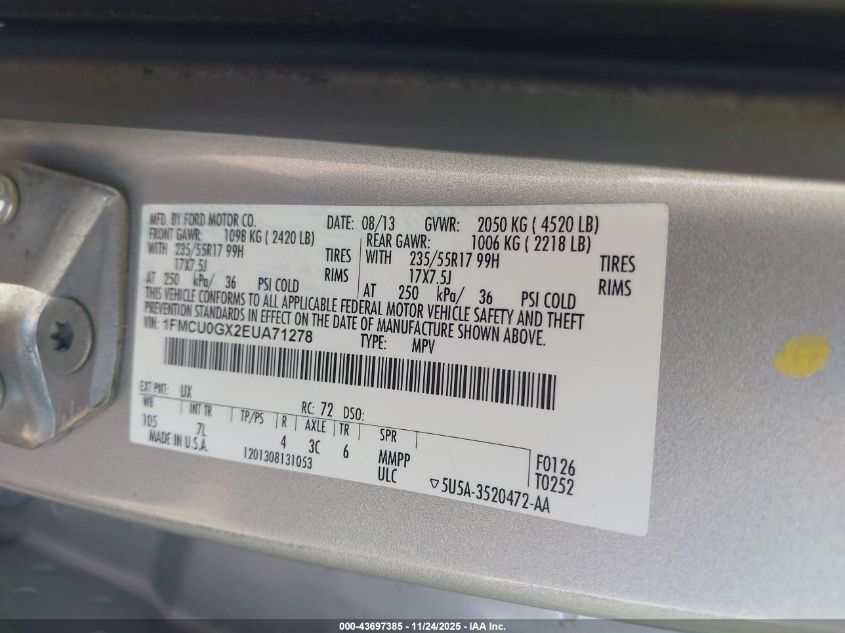 MFD. BY FORD MOTOR CO.
DATE: 08/13 GVWR: 2050 KG ( 4520 LB)
FRONT GAWR: 1098 KG ( 2420 LB)
REAR GAWR: 1006 KG ( 2218 LB)
WITH 235/55R17 99H TIRES
WITH 235/55R17 99H TIRES
17X7.5J RIMS
17X7.5J RIMS
AT 250 kPa/ 36 PSI COLD
AT 250 kPa/ 36 PSI COLD
THIS VEHICLE CONFORMS TO ALL APPLICABLE FEDERAL MOTOR VEHICLE SAFETY AND THEFT
PREVENTION STANDARDS IN EFFECT ON THE DATE OF MANUFACTURE SHOWN ABOVE.
VIN: 1FMCU0GX2EUA71278 TYPE: MPV
EXT PNT: UX RC: 72 DSO:
WB INT TR TP/PS R AXLE TR SPR
105 7L 4 3C 6 MMPP F0126
MADE IN U.S.A. 1201308131053 ULC T0252
▽5U5A-3520472-AA
000-43697385 - 11/24/2025 - IAA Inc.